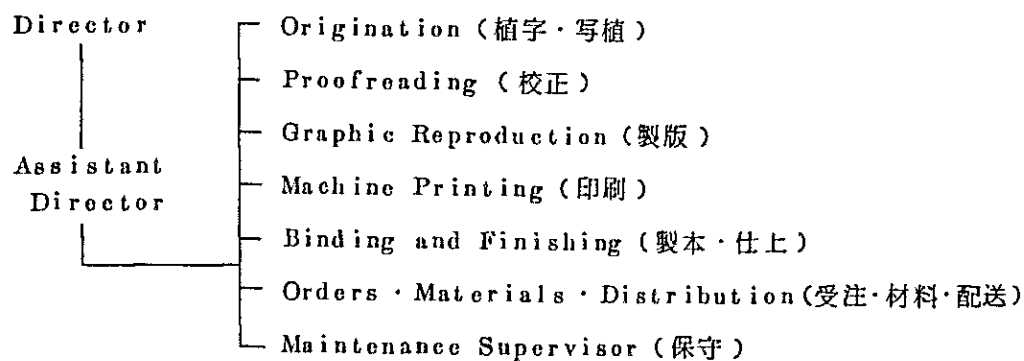 Director
Assistant
Director
Origination (植字・写植)
Proofreading (校正)
Graphic Reproduction (製版)
Machine Printing (印刷)
Binding and Finishing (製本・仕上)
Orders・Materials・Distribution (受注・材料・配送)
Maintenance Supervisor (保守)